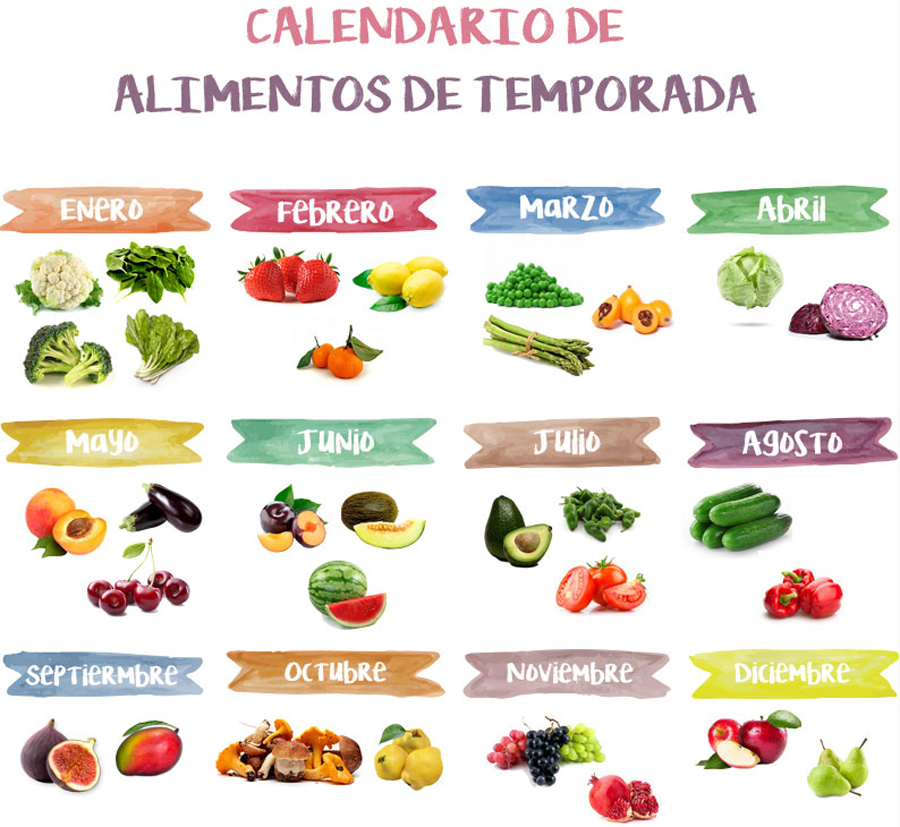 CALENDARIO DE
ALIMENTOS DE TEMPORADA
ENERO
FEBRERO
MARZO
ABRIL
MAYO
JUNIO
JULIO
AGOSTO
SEPTIERMBRE
OCTUBRE
NOVIEMBRE
DICIEMBRE